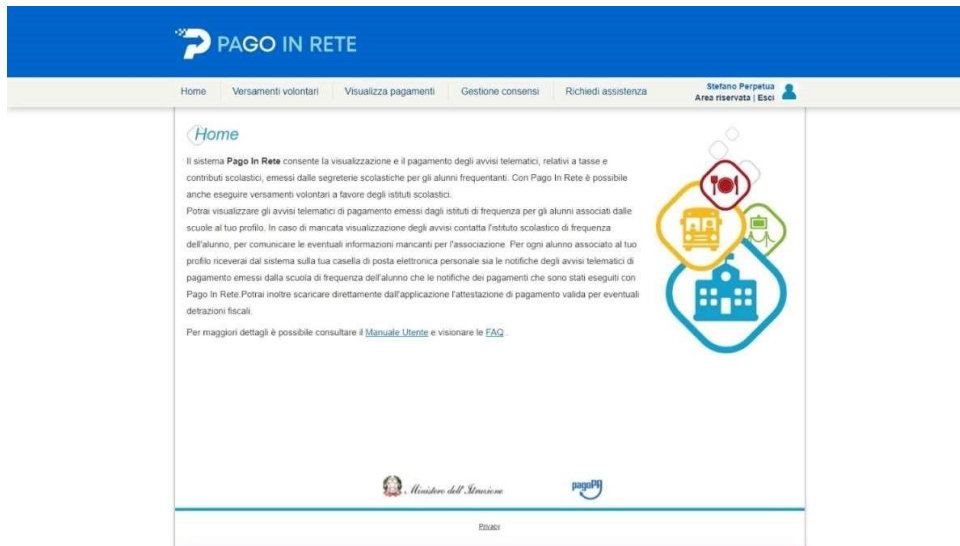 PAGO IN RETE
Home Versamenti volontari Visualizza pagamenti Gestione consensi Richiedi assistenza
Stefano Perpetua
Area riservata | Esci
Home
Il sistema Pago In Rete consente la visualizzazione e il pagamento degli avvisi telematici, relativi a tasse e
contributi scolastici, emessi dalle segreterie scolastiche per gli alunni frequentanti. Con Pago In Rete è possibile
anche eseguire versamenti volontari a favore degli istituti scolastici.
Potrai visualizzare gli avvisi telematici di pagamento emessi dagli istituti di frequenza per gli alunni associati dalle
scuole al tuo profilo. In caso di mancata visualizzazione degli avvisi contatta l'istituto scolastico di frequenza
dell'alunno, per comunicare le eventuali informazioni mancanti per l'associazione. Per ogni alunno associato al tuo
profilo riceverai dal sistema sulla tua casella di posta elettronica personale sia le notifiche degli avvisi telematici di
pagamento emessi dalla scuola di frequenza dell'alunno che le notifiche dei pagamenti che sono stati eseguiti con
Pago In Rete.Potrai inoltre scaricare direttamente dall'applicazione l'attestazione di pagamento valida per eventuali
detrazioni fiscali.
Per maggiori dettagli è possibile consultare il Manuale Utente e visionare le FAQ .
Ministero dell'Istruzione
pagoPA
Privacy